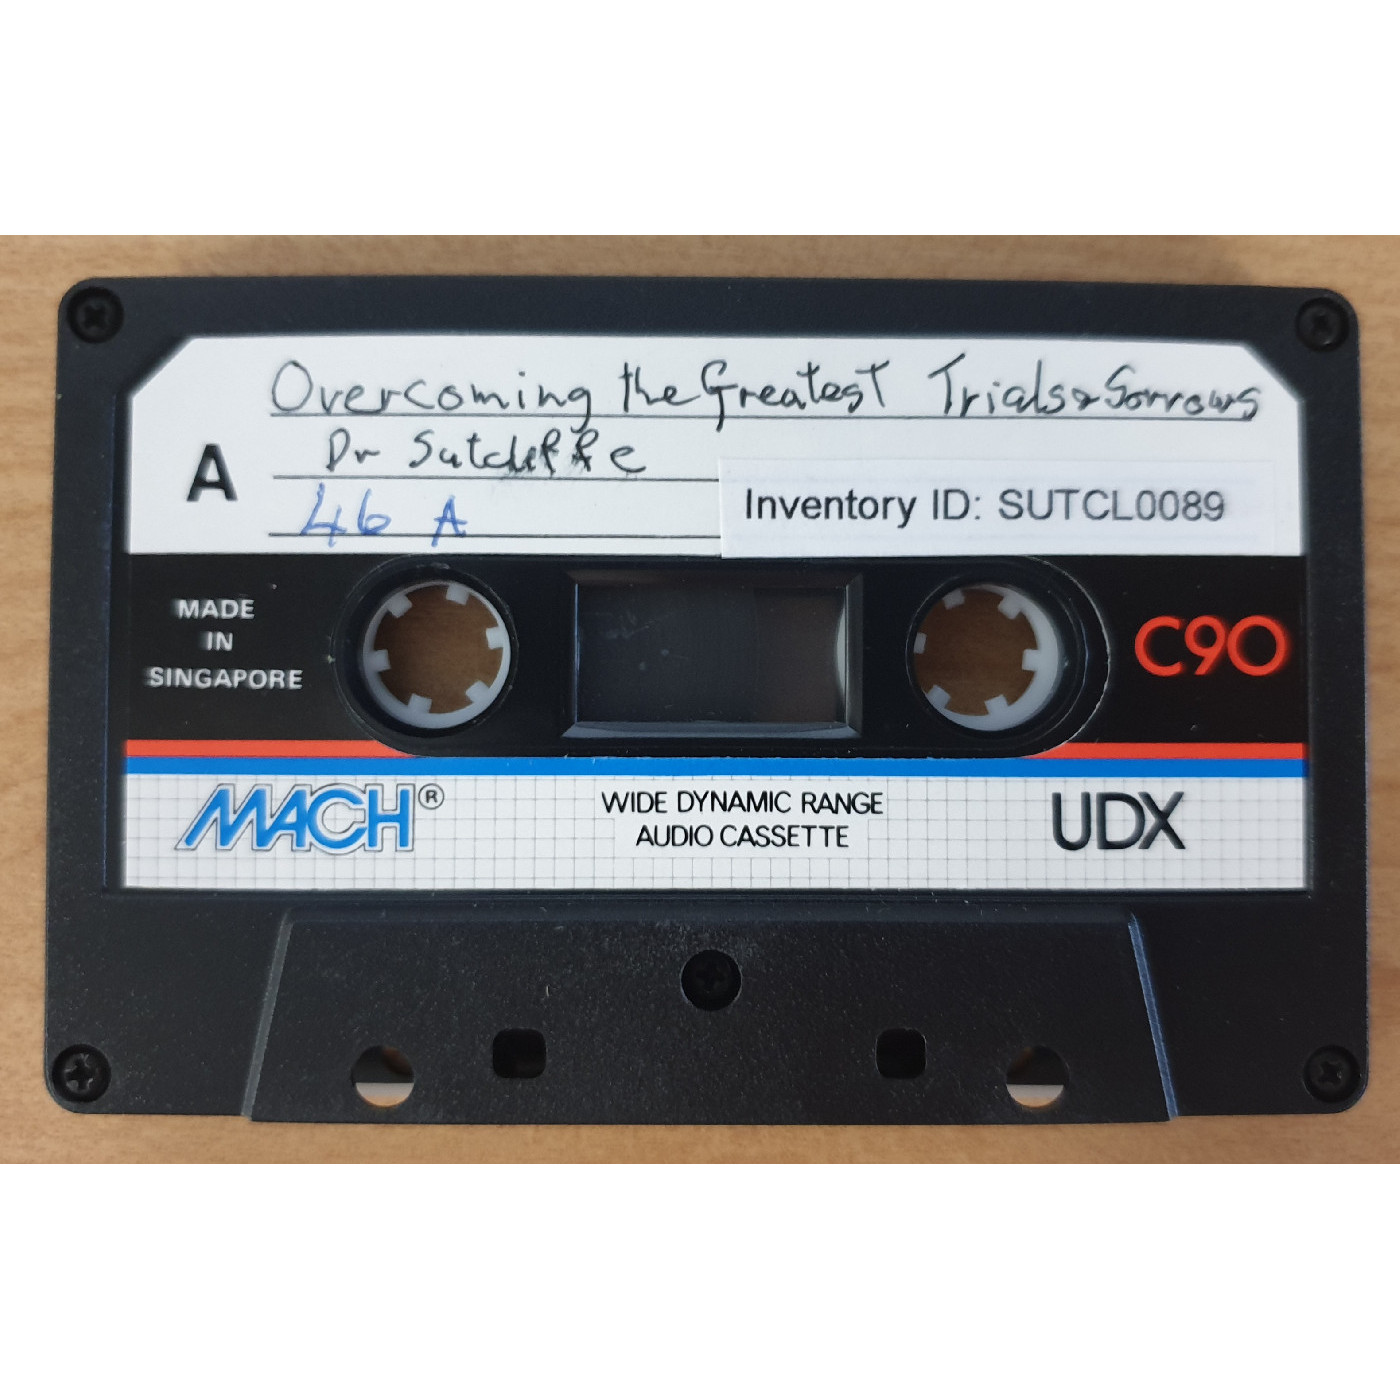 Overcoming the Greatest Trials & Sorrows
A
Dr Sutcliffe
46 A
Inventory ID: SUTCL0089
MADE
IN
SINGAPORE
C90
MACH®
WIDE DYNAMIC RANGE
AUDIO CASSETTE
UDX